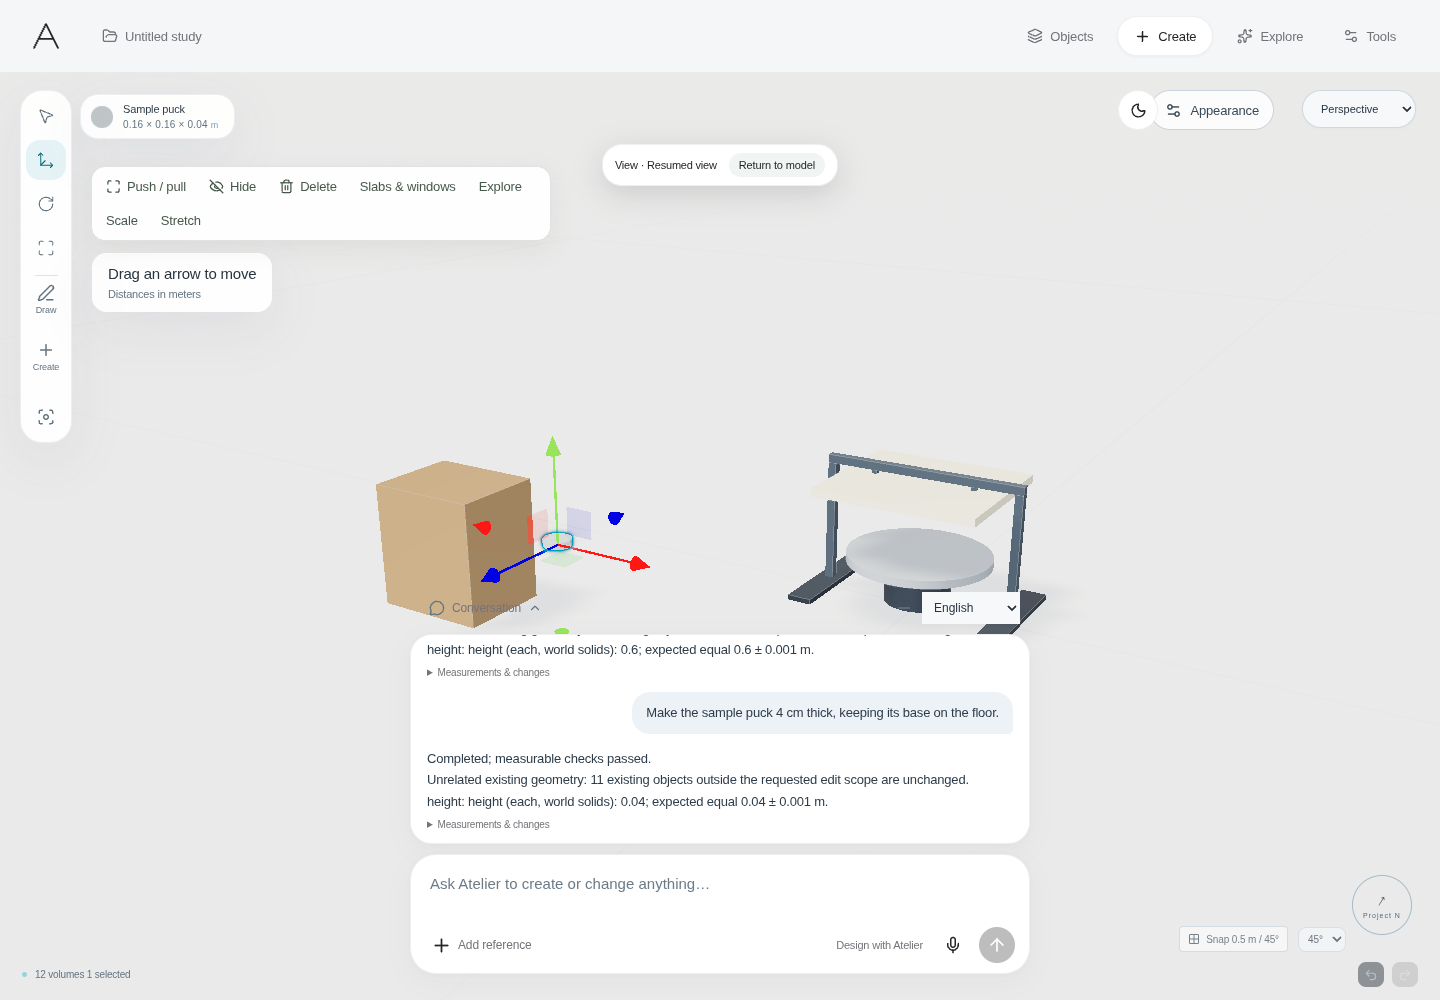 Untitled study
Objects
Create
Explore
Tools
Sample puck
0.16 × 0.16 × 0.04 m
Appearance
Perspective
View · Resumed view
Return to model
Push / pull
Hide
Delete
Slabs & windows
Explore
Scale
Stretch
Drag an arrow to move
Distances in meters
Draw
Create
Conversation
English
height: height (each, world solids): 0.6; expected equal 0.6 ± 0.001 m.
Measurements & changes
Make the sample puck 4 cm thick, keeping its base on the floor.
Completed; measurable checks passed.
Unrelated existing geometry: 11 existing objects outside the requested edit scope are unchanged.
height: height (each, world solids): 0.04; expected equal 0.04 ± 0.001 m.
Measurements & changes
Ask Atelier to create or change anything…
Add reference
Design with Atelier
Project N
Snap 0.5 m / 45°
45°
12 volumes 1 selected